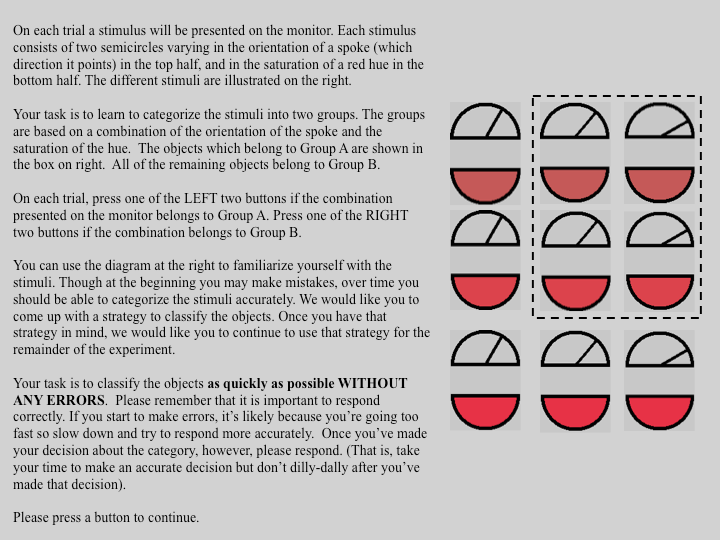 On each trial a stimulus will be presented on the monitor. Each stimulus
consists of two semicircles varying in the orientation of a spoke (which
direction it points) in the top half, and in the saturation of a red hue in the
bottom half. The different stimuli are illustrated on the right.
Your task is to learn to categorize the stimuli into two groups. The groups
are based on a combination of the orientation of the spoke and the
saturation of the hue.  The objects which belong to Group A are shown in
the box on right.  All of the remaining objects belong to Group B.
On each trial, press one of the LEFT two buttons if the combination
presented on the monitor belongs to Group A. Press one of the RIGHT
two buttons if the combination belongs to Group B.
You can use the diagram at the right to familiarize yourself with the
stimuli. Though at the beginning you may make mistakes, over time you
should be able to categorize the stimuli accurately. We would like you to
come up with a strategy to classify the objects. Once you have that
strategy in mind, we would like you to continue to use that strategy for the
remainder of the experiment.
Your task is to classify the objects as quickly as possible WITHOUT
ANY ERRORS.  Please remember that it is important to respond
correctly. If you start to make errors, it's likely because you're going too
fast so slow down and try to respond more accurately.  Once you've made
your decision about the category, however, please respond. (That is, take
your time to make an accurate decision but don't dilly-dally after you've
made that decision).
Please press a button to continue.